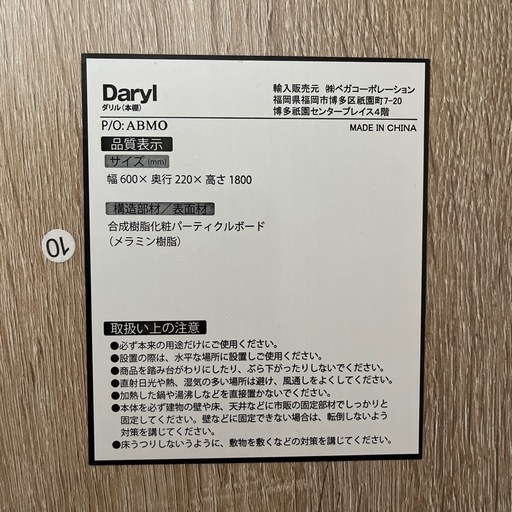 Daryl
ダリル(本棚)
輸入販売元 ㈱ベガコーポレーション
福岡県福岡市博多区祇園町7-20
博多祇園センタープレイス4階
P/O: ABMO
MADE IN CHINA
品質表示
サイズ(mm)
幅 600× 奥行 220× 高さ 1800
構造部材／表面材
合成樹脂化粧パーティクルボード
(メラミン樹脂)
10
取扱い上の注意
●必ず本来の用途だけにご使用ください。
●設置の際は、水平な場所に設置しご使用ください。
●商品を踏み台がわりにしたり、ぶら下がったりしないでください。
●直射日光や熱、湿気の多い場所は避け、風通しをよくしてください。
●加熱した鍋や湯沸しなどを直接置かないでください。
●本体を必ず建物の壁や床、天井などに市販の固定部材でしっかりと
固定してください。壁などに固定できない場合は、転倒しないよう
対策を講じてください。
●床うつりしないうように、敷物を敷くなどの対策を講じてください。